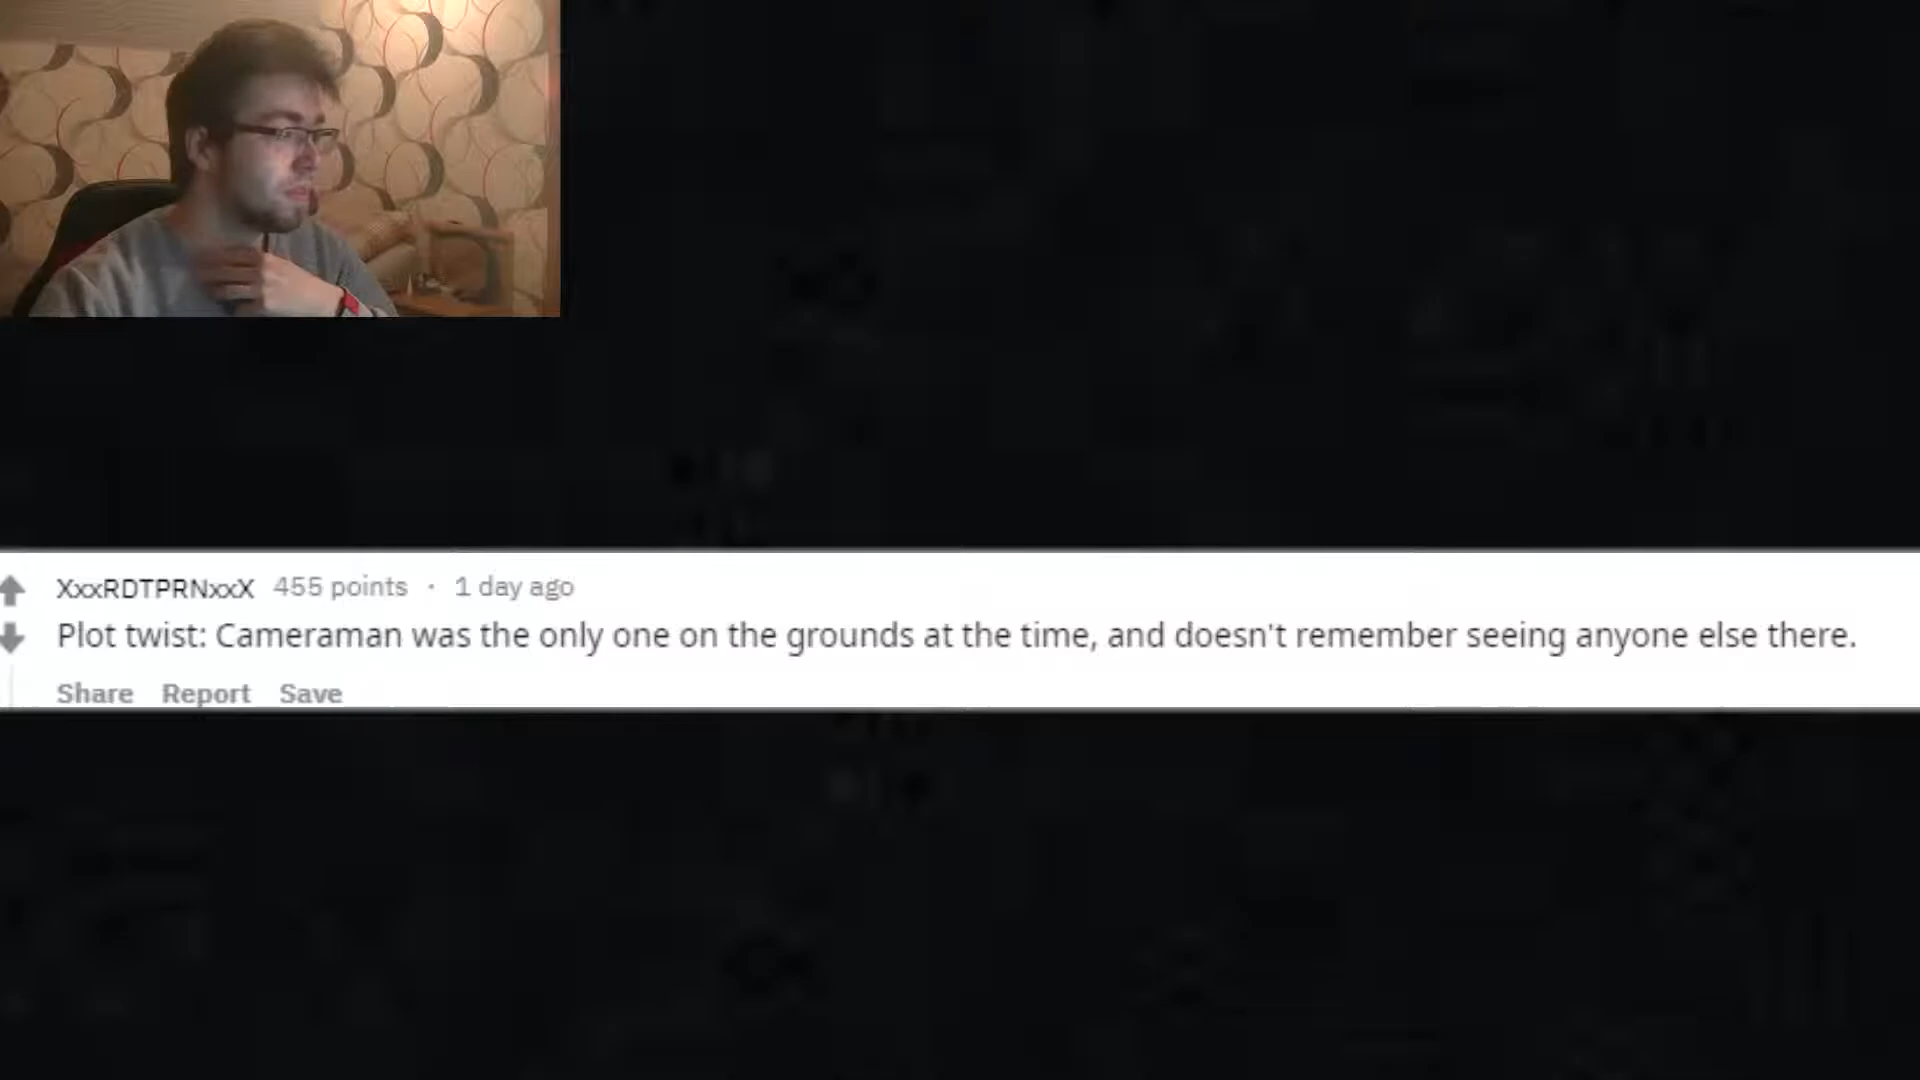 XxxRDTPRNxxX 455 points · 1 day ago
Plot twist: Cameraman was the only one on the grounds at the time, and doesn't remember seeing anyone else there.
Share Report Save